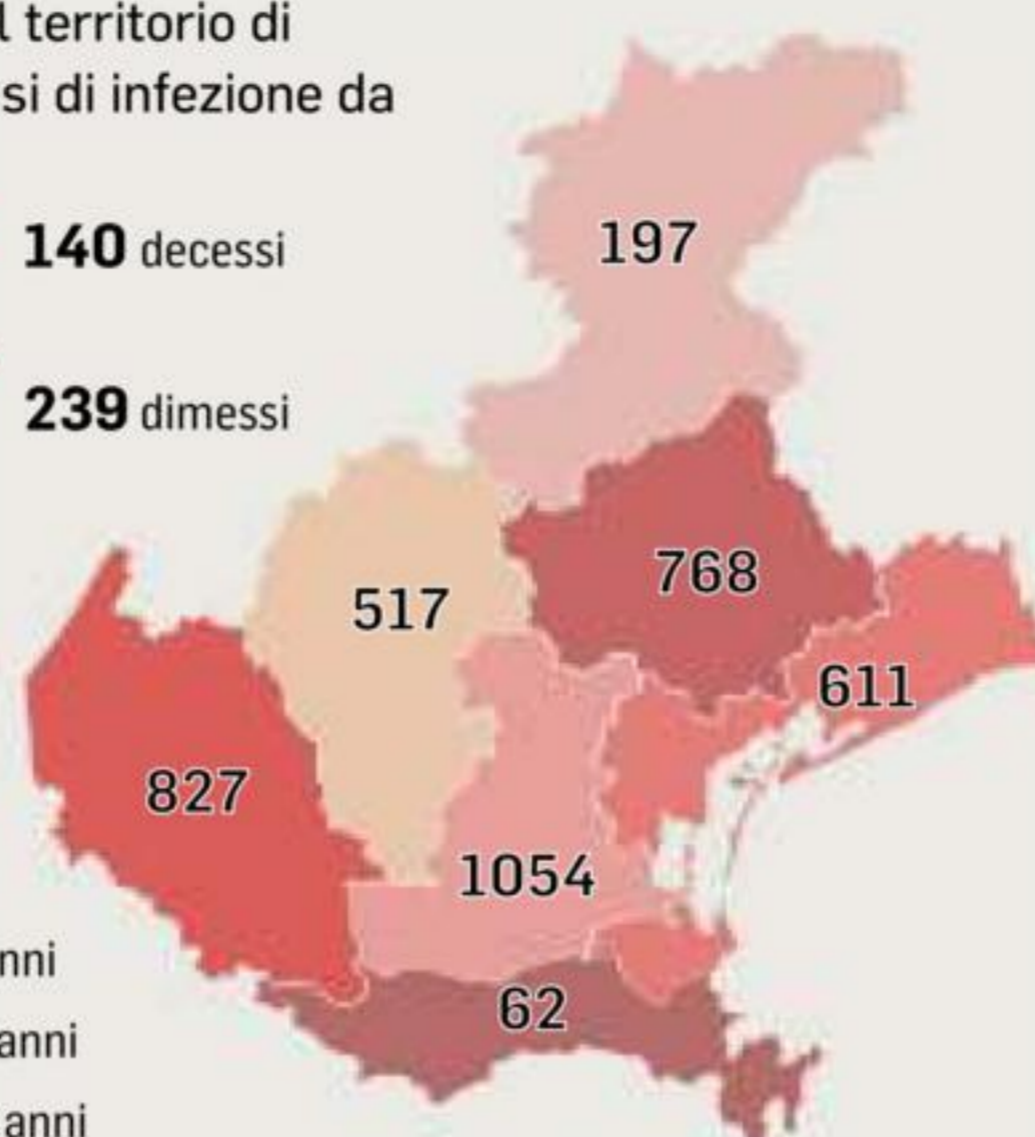 l territorio di
si di infezione da
140 decessi
239 dimessi
197
768
517
611
827
1054
62
nni
anni
anni